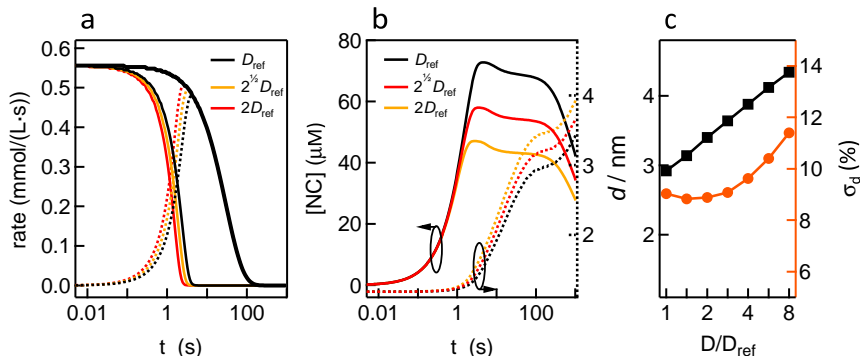 a
rate (mmol/(L·s))
0.6
0.5
0.4
0.3
0.2
0.1
0.0
D_ref
2^½ D_ref
2D_ref
0.01
1
100
t (s)
b
[NC] (μM)
80
60
40
20
0
D_ref
2^½ D_ref
2D_ref
4
3
2
0.01
1
100
t (s)
c
d / nm
4
3
2
14
12
10
8
6
σ_d (%)
1
2
4
8
D/D_ref